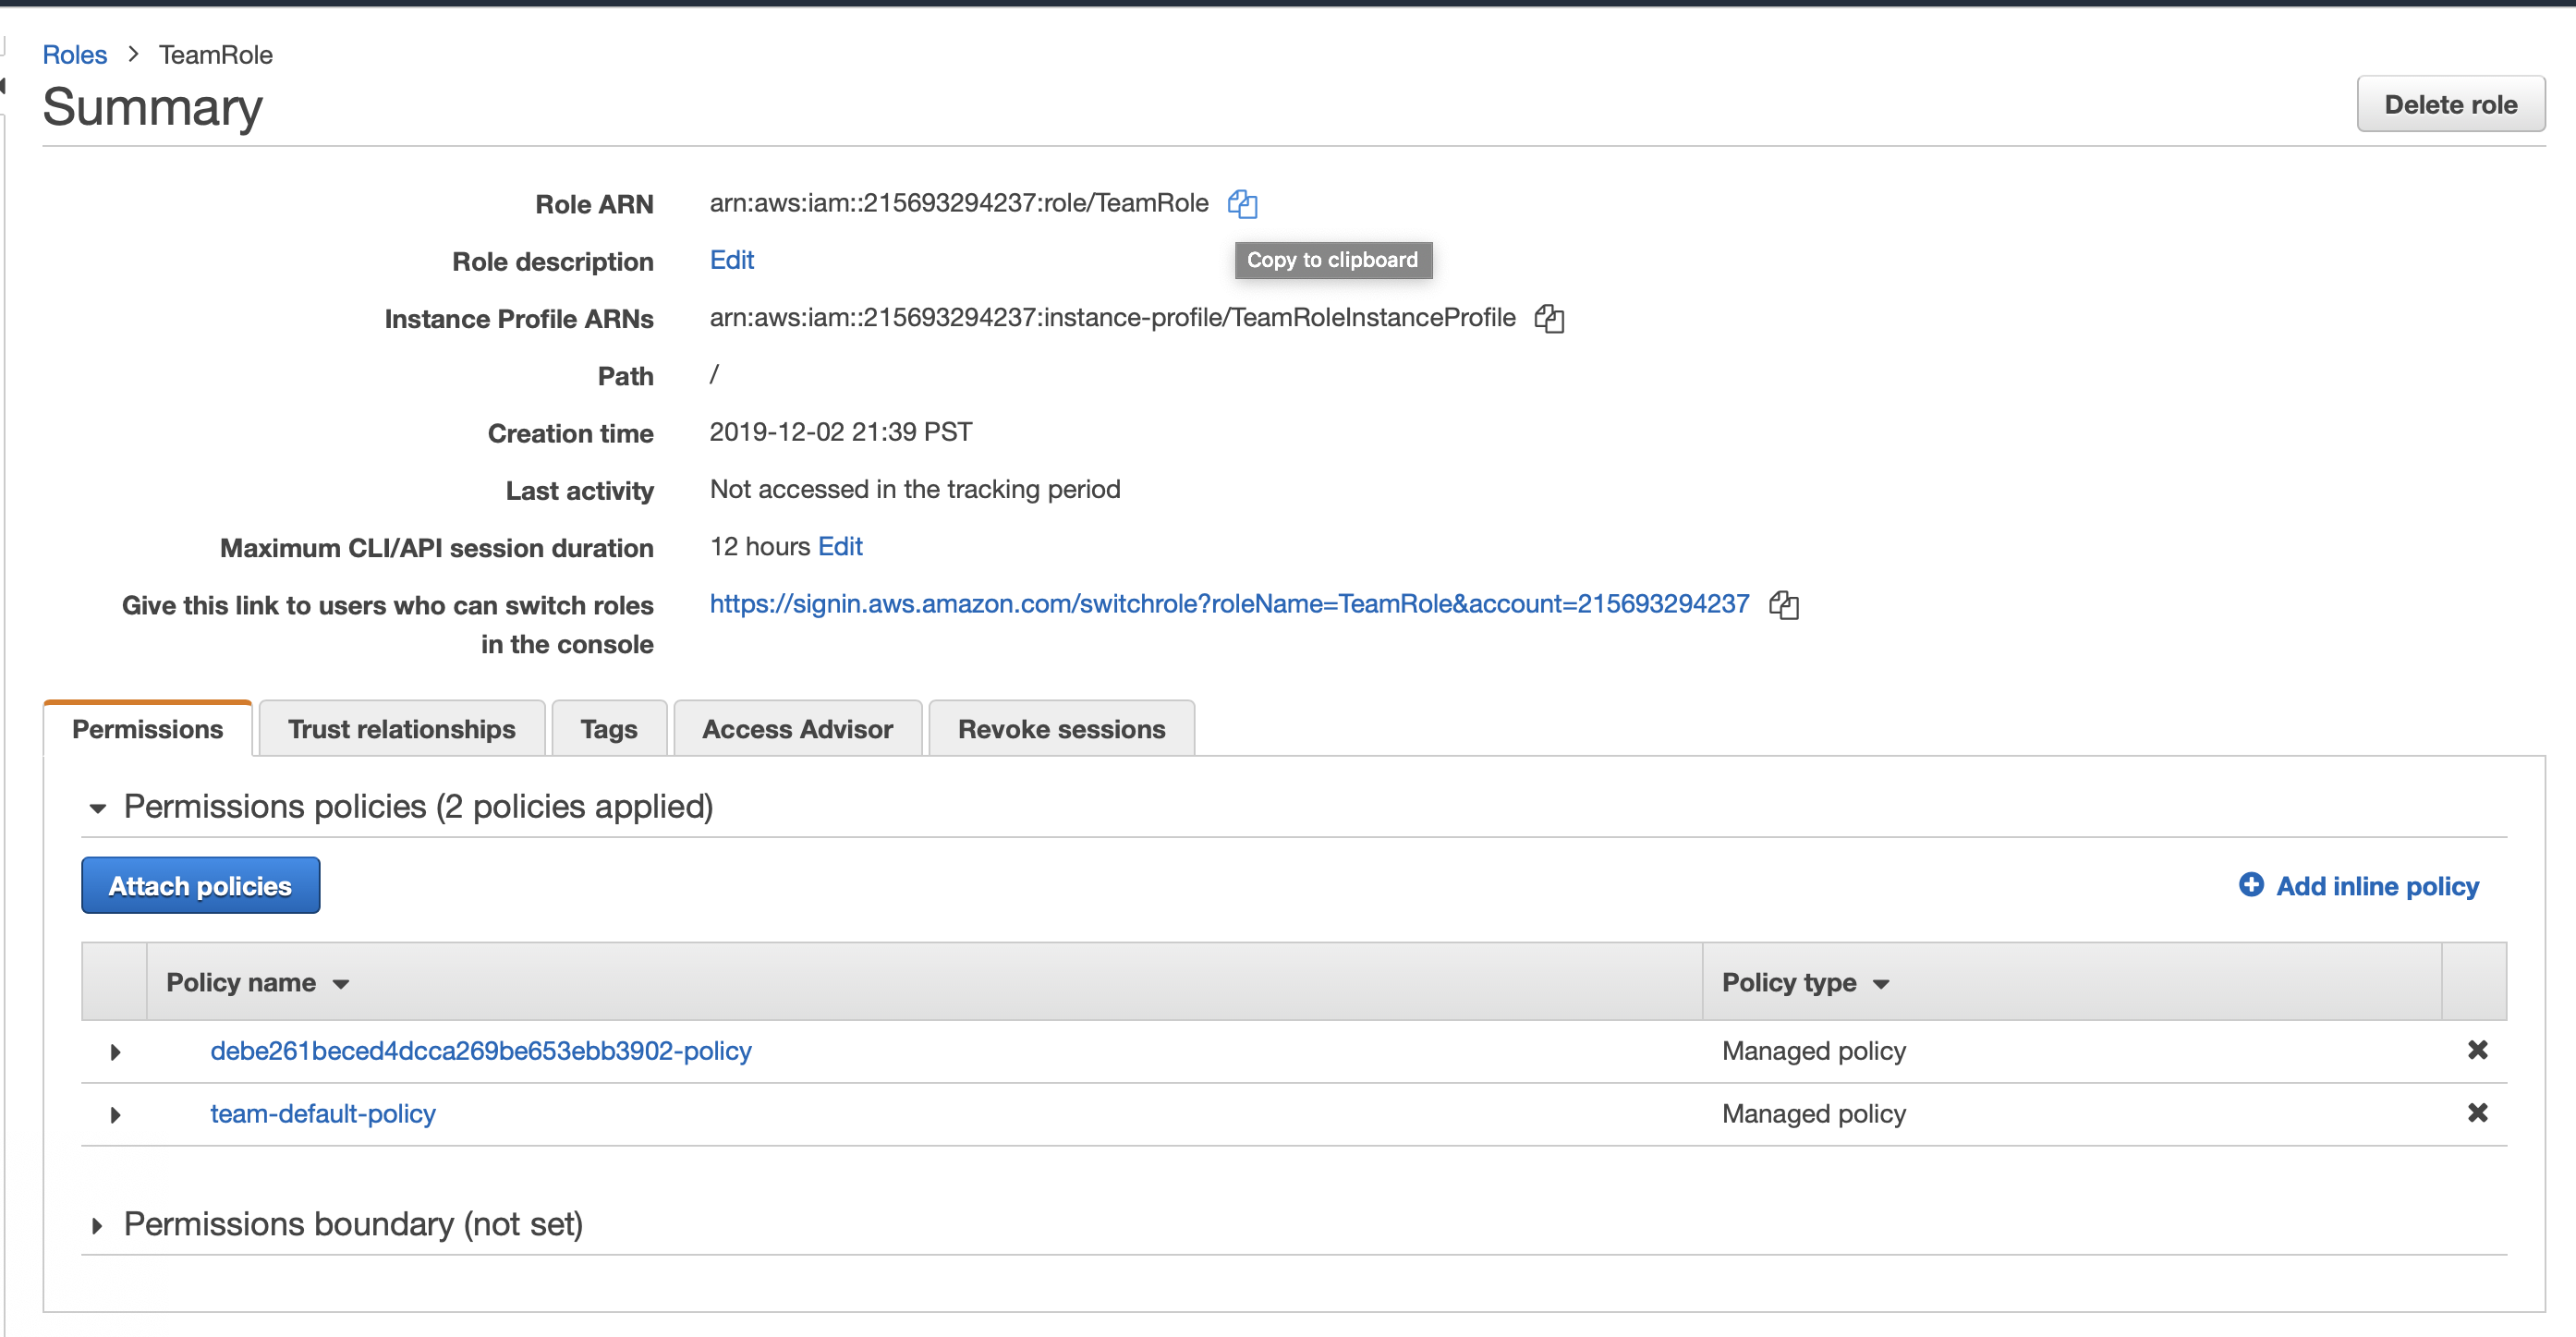 Roles > TeamRole
Summary
Delete role
Role ARN arn:aws:iam::215693294237:role/TeamRole
Role description Edit
Copy to clipboard
Instance Profile ARNs arn:aws:iam::215693294237:instance-profile/TeamRoleInstanceProfile
Path /
Creation time 2019-12-02 21:39 PST
Last activity Not accessed in the tracking period
Maximum CLI/API session duration 12 hours Edit
Give this link to users who can switch roles https://signin.aws.amazon.com/switchrole?roleName=TeamRole&account=215693294237
in the console
Permissions Trust relationships Tags Access Advisor Revoke sessions
Permissions policies (2 policies applied)
Attach policies Add inline policy
Policy name Policy type
debe261beced4dcca269be653ebb3902-policy Managed policy
team-default-policy Managed policy
Permissions boundary (not set)